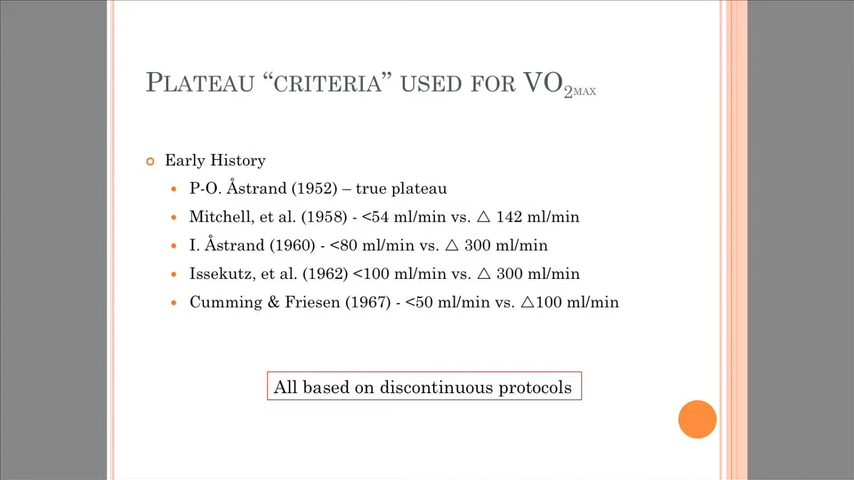 PLATEAU “CRITERIA” USED FOR VO2MAX
Early History
P-O. Åstrand (1952) – true plateau
Mitchell, et al. (1958) - <54 ml/min vs. △ 142 ml/min
I. Åstrand (1960) - <80 ml/min vs. △ 300 ml/min
Issekutz, et al. (1962) <100 ml/min vs. △ 300 ml/min
Cumming & Friesen (1967) - <50 ml/min vs. △100 ml/min
All based on discontinuous protocols